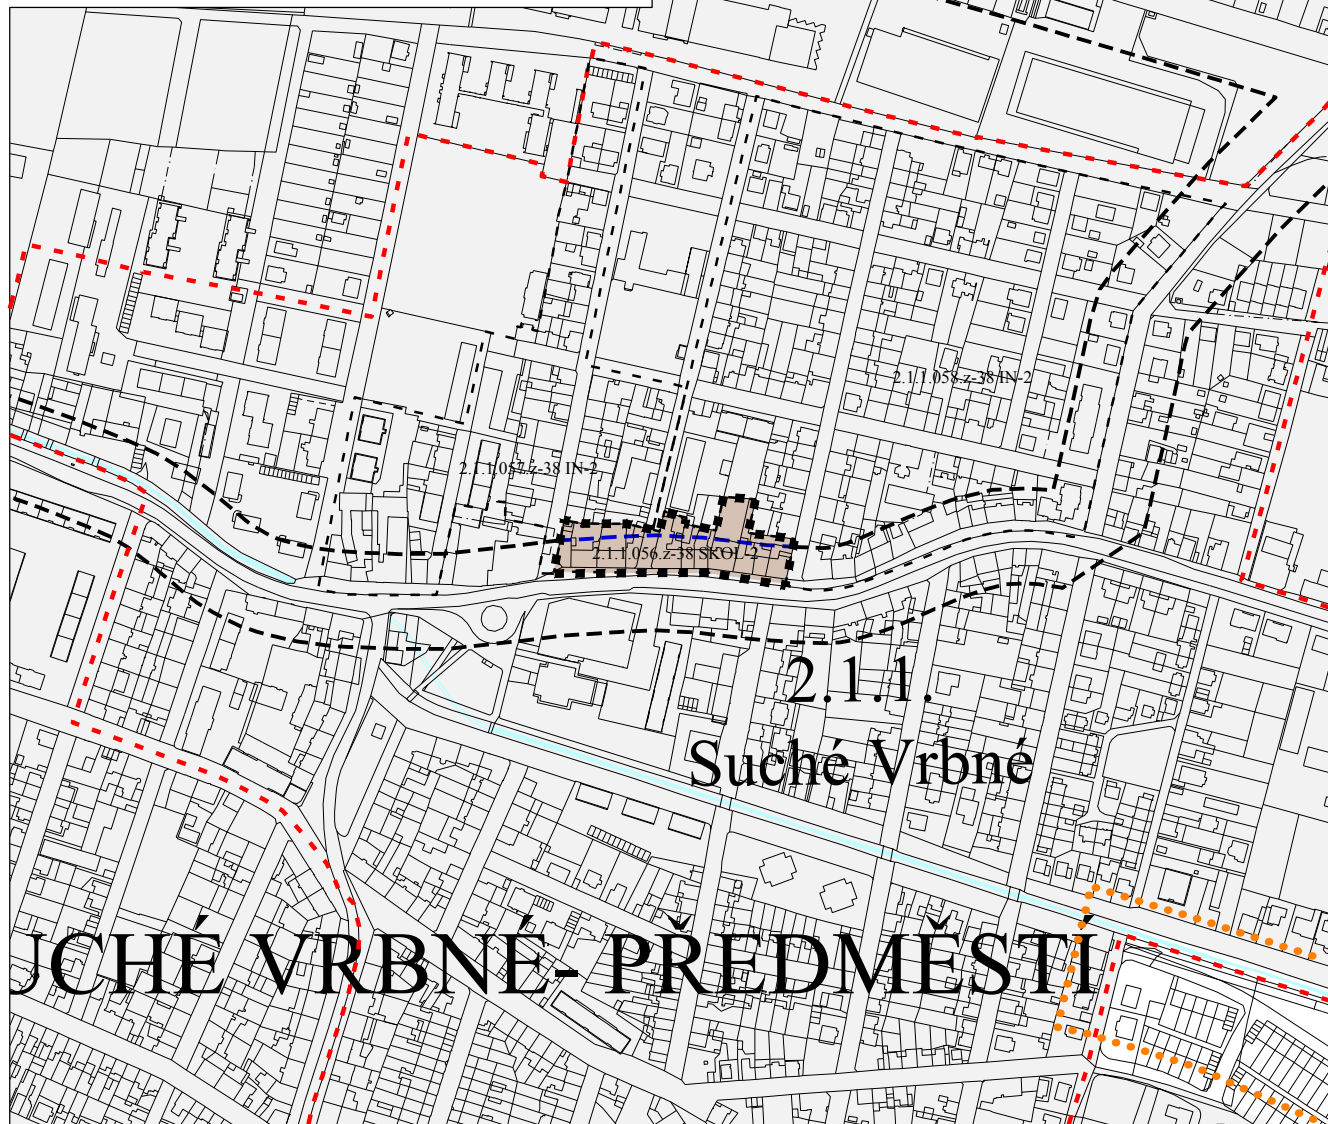 2.1.1.058.z-38 IN-2
2.1.1.057.z-38 IN-2
2.1.1.056.z-38 SKOL-2
2.1.1.
Suché Vrbné
UCHÉ VRBNÉ- PŘEDMĚSTÍ